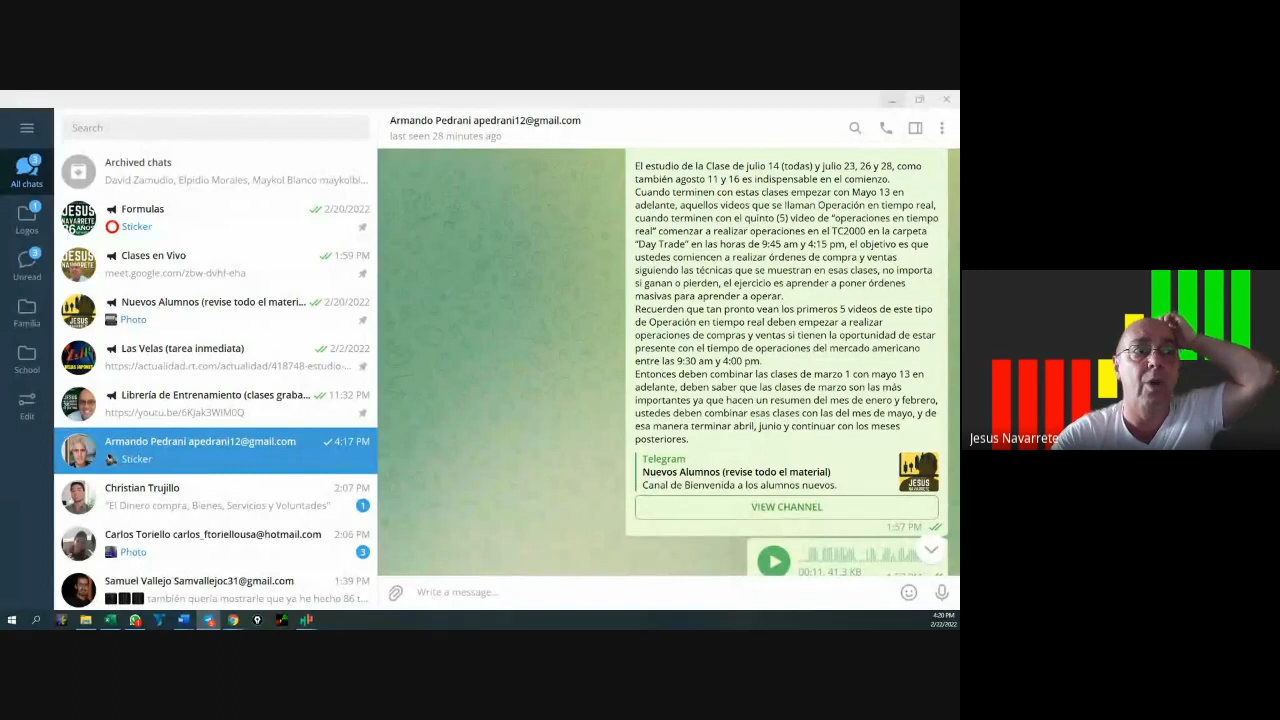 Search
Archived chats
David Zamudio, Elpidio Morales, Maykol Blanco maykolbi...
Formulas
2/20/2022
Sticker
Clases en Vivo
1:59 PM
meet.google.com/zbw-dvhf-eha
Nuevos Alumnos (revise todo el materi...
2/20/2022
Photo
Las Velas (tarea inmediata)
2/2/2022
https://actualidad.rt.com/actualidad/418748-estudio-...
Librería de Entrenamiento (clases graba...
11:32 PM
https://youtu.be/6KJak3WIM0Q
Armando Pedrani apedrani12@gmail.com
4:17 PM
Sticker
Christian Trujillo
2:07 PM
"El Dinero compra, Bienes, Servicios y Voluntades"
1
Carlos Toriello carlos_ftoriellousa@hotmail.com
2:06 PM
Photo
3
Samuel Vallejo Samvallejoc31@gmail.com
1:39 PM
también quería mostrarle que ya he hecho 86 t...
3
All chats
1
Logos
3
Unread
Familia
School
Edit
Armando Pedrani apedrani12@gmail.com
last seen 28 minutes ago
El estudio de la Clase de julio 14 (todas) y julio 23, 26 y 28, como
también agosto 11 y 16 es indispensable en el comienzo.
Cuando terminen con estas clases empezar con Mayo 13 en
adelante, aquellos videos que se llaman Operación en tiempo real,
cuando terminen con el quinto (5) video de "operaciones en tiempo
real" comenzar a realizar operaciones en el TC2000 en la carpeta
"Day Trade" en las horas de 9:45 am y 4:15 pm, el objetivo es que
ustedes comiencen a realizar órdenes de compra y ventas
siguiendo las técnicas que se muestran en esas clases, no importa
si ganan o pierden, el ejercicio es aprender a poner órdenes
masivas para aprender a operar.
Recuerden que tan pronto vean los primeros 5 videos de este tipo
de Operación en tiempo real deben empezar a realizar
operaciones de compras y ventas si tienen la oportunidad de estar
presente con el tiempo de operaciones del mercado americano
entre las 9:30 am y 4:00 pm.
Entonces deben combinar las clases de marzo 1 con mayo 13 en
adelante, deben saber que las clases de marzo son las más
importantes ya que hacen un resumen del mes de enero y febrero,
ustedes deben combinar esas clases con las del mes de mayo, y de
esa manera terminar abril, junio y continuar con los meses
posteriores.
Telegram
Nuevos Alumnos (revise todo el material)
Canal de Bienvenida a los alumnos nuevos.
JESUS
VIEW CHANNEL
1:57 PM
00:11, 41.3 KB
Write a message...
4:20 PM
2/22/2022
Jesus Navarrete